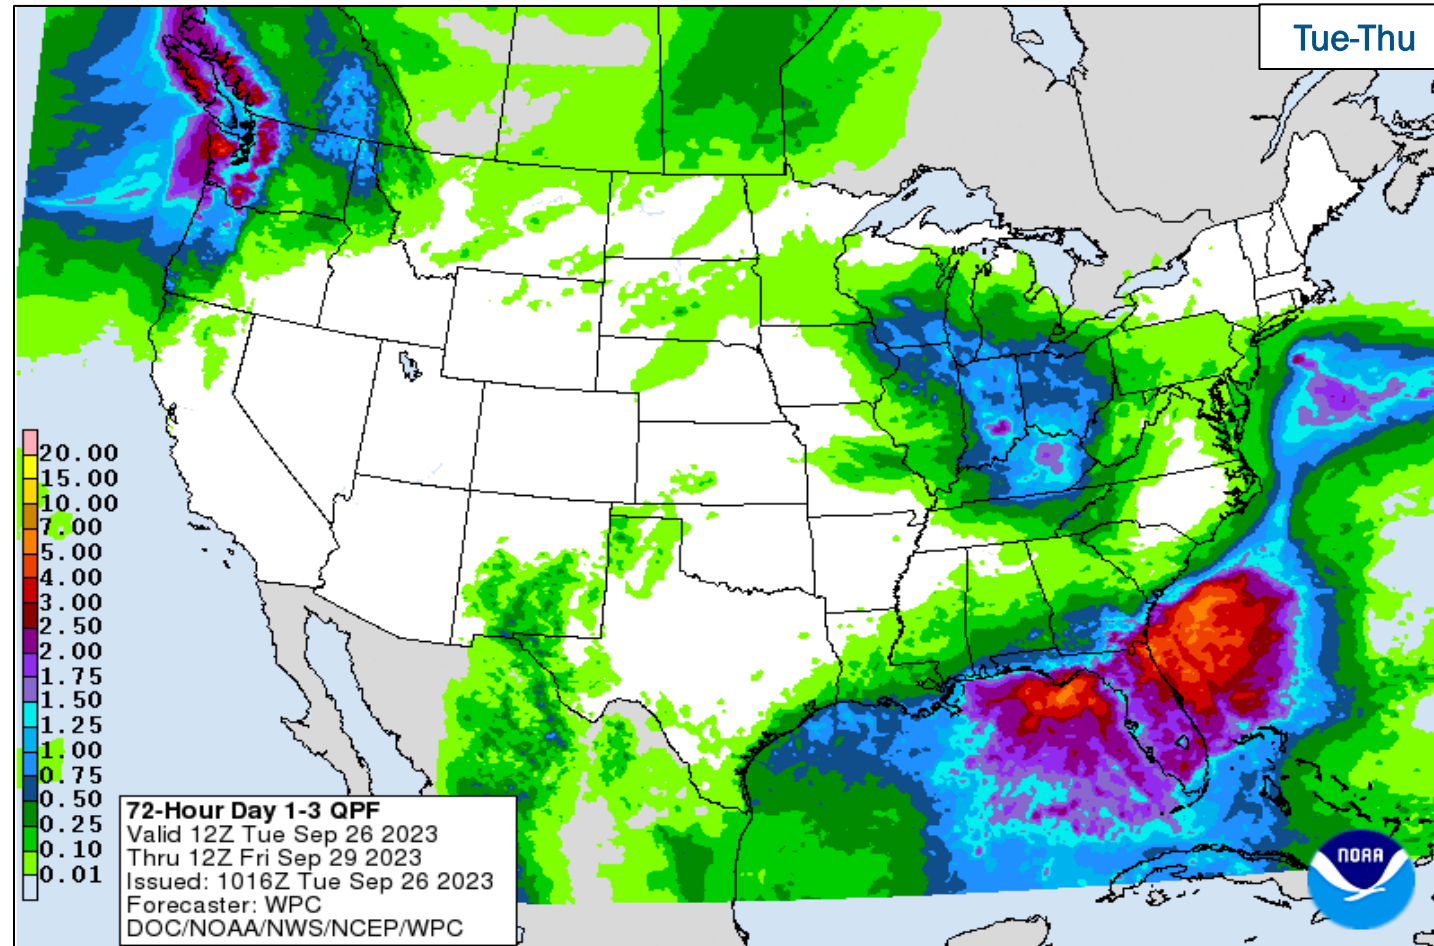 Tue-Thu
20.00
15.00
10.00
7.00
5.00
4.00
3.00
2.50
2.00
1.75
1.50
1.25
1.00
0.75
0.50
0.25
0.10
0.01
72-Hour Day 1-3 QPF
Valid 12Z Tue Sep 26 2023
Thru 12Z Fri Sep 29 2023
Issued: 1016Z Tue Sep 26 2023
Forecaster: WPC
DOC/NOAA/NWS/NCEP/WPC
NOAA